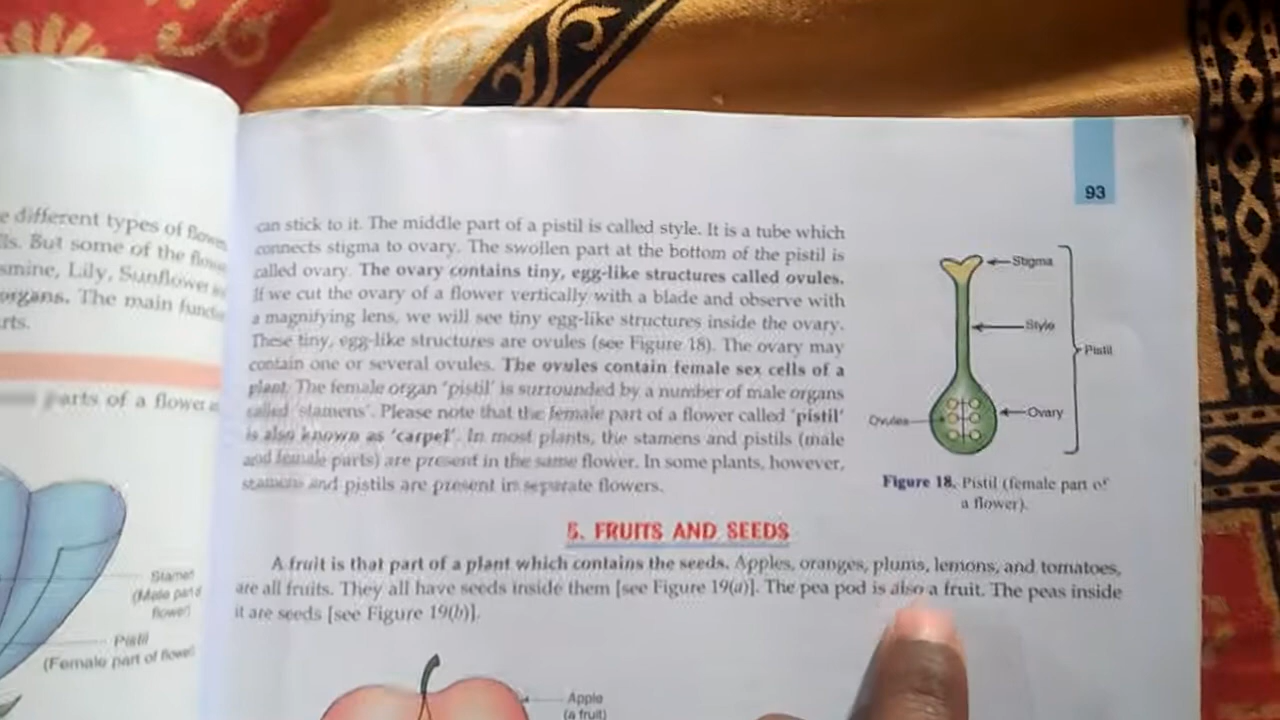 e different types of flowe
ls. But some of the flow
smine, Lily, Sunflower a
organs. The main funct
rts.
parts of a flower a
Stamen
(Male part o
flower)
Pistil
(Female part of flower
93
can stick to it. The middle part of a pistil is called style. It is a tube which
connects stigma to ovary. The swollen part at the bottom of the pistil is
called ovary. The ovary contains tiny, egg-like structures called ovules.
If we cut the ovary of a flower vertically with a blade and observe with
a magnifying lens, we will see tiny egg-like structures inside the ovary.
These tiny, egg-like structures are ovules (see Figure 18). The ovary may
contain one or several ovules. The ovules contain female sex cells of a
plant. The female organ 'pistil' is surrounded by a number of male organs
called 'stamens'. Please note that the female part of a flower called 'pistil'
is also known as 'carpel'. In most plants, the stamens and pistils (male
and female parts) are present in the same flower. In some plants, however,
stamens and pistils are present in separate flowers.
Stigma
Style
Pistil
Ovules
Ovary
Figure 18. Pistil (female part of
a flower).
5. FRUITS AND SEEDS
A fruit is that part of a plant which contains the seeds. Apples, oranges, plums, lemons, and tomatoes,
are all fruits. They all have seeds inside them [see Figure 19(a)]. The pea pod is also a fruit. The peas inside
it are seeds [see Figure 19(b)].
Apple
(a fruit)